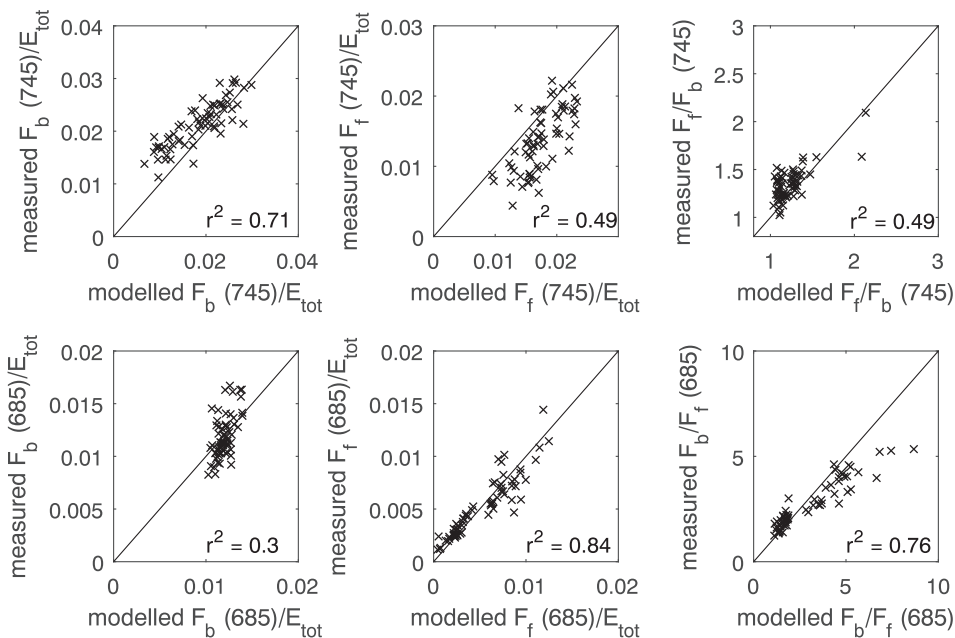 measured F_b (745)/E_tot
0.04
0.03
0.02
0.01
0
0
0.02
0.04
r² = 0.71
modelled F_b (745)/E_tot
measured F_f (745)/E_tot
0.03
0.02
0.01
0
0
0.01
0.02
r² = 0.49
modelled F_f (745)/E_tot
measured F_f/F_b (745)
3
2.5
2
1.5
1
1
2
3
r² = 0.49
modelled F_f/F_b (745)
measured F_b (685)/E_tot
0.02
0.015
0.01
0.005
0
0
0.01
0.02
r² = 0.3
modelled F_b (685)/E_tot
measured F_f (685)/E_tot
0.02
0.015
0.01
0.005
0
0
0.01
0.02
r² = 0.84
modelled F_f (685)/E_tot
measured F_b/F_f (685)
10
5
0
0
5
10
r² = 0.76
modelled F_b/F_f (685)